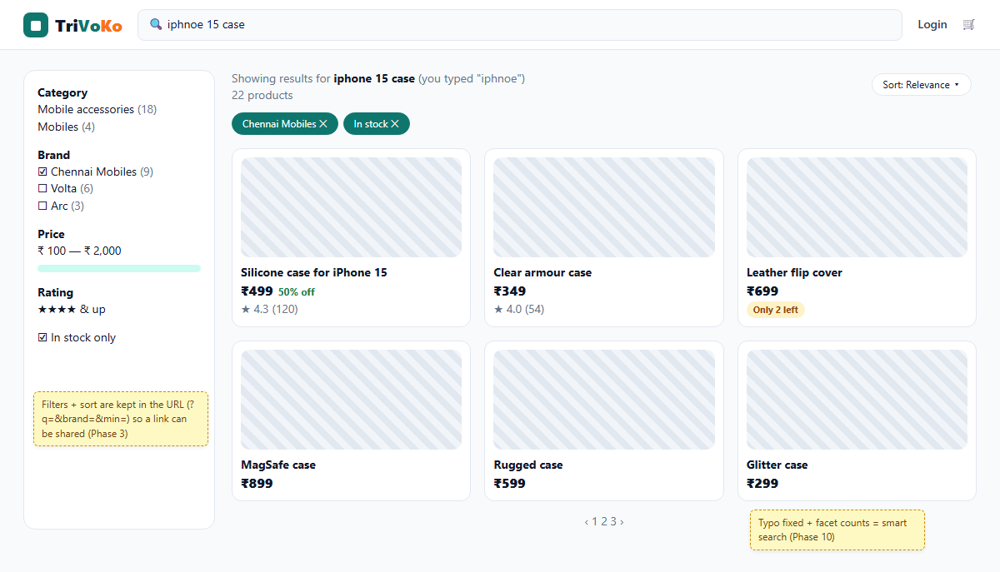 TriVoKo
🔍 iphnoe 15 case
Login 🛒
Category
Mobile accessories (18)
Mobiles (4)
Brand
☑ Chennai Mobiles (9)
☐ Volta (6)
☐ Arc (3)
Price
₹ 100 — ₹ 2,000
Rating
★★★★ & up
☑ In stock only
Filters + sort are kept in the URL (?
q=&brand=&min=) so a link can
be shared (Phase 3)
Showing results for iphone 15 case (you typed "iphnoe")
22 products
Sort: Relevance ▾
Chennai Mobiles ✕ In stock ✕
Silicone case for iPhone 15
₹499 50% off
★ 4.3 (120)
Clear armour case
₹349
★ 4.0 (54)
Leather flip cover
₹699
Only 2 left
MagSafe case
₹899
Rugged case
₹599
Glitter case
₹299
‹ 1 2 3 ›
Typo fixed + facet counts = smart
search (Phase 10)